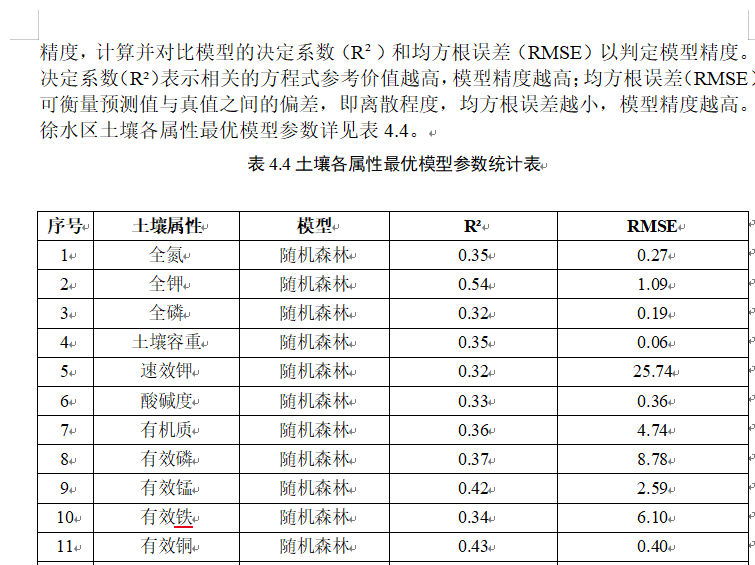 精度，计算并对比模型的决定系数（R²）和均方根误差（RMSE）以判定模型精度。
决定系数（R²）表示相关的方程式参考价值越高，模型精度越高；均方根误差（RMSE）
可衡量预测值与真值之间的偏差，即离散程度，均方根误差越小，模型精度越高。
徐水区土壤各属性最优模型参数详见表 4.4。
表 4.4 土壤各属性最优模型参数统计表
序号 土壤属性 模型 R² RMSE
1 全氮 随机森林 0.35 0.27
2 全钾 随机森林 0.54 1.09
3 全磷 随机森林 0.32 0.19
4 土壤容重 随机森林 0.35 0.06
5 速效钾 随机森林 0.32 25.74
6 酸碱度 随机森林 0.33 0.36
7 有机质 随机森林 0.36 4.74
8 有效磷 随机森林 0.37 8.78
9 有效锰 随机森林 0.42 2.59
10 有效铁 随机森林 0.34 6.10
11 有效铜 随机森林 0.43 0.40